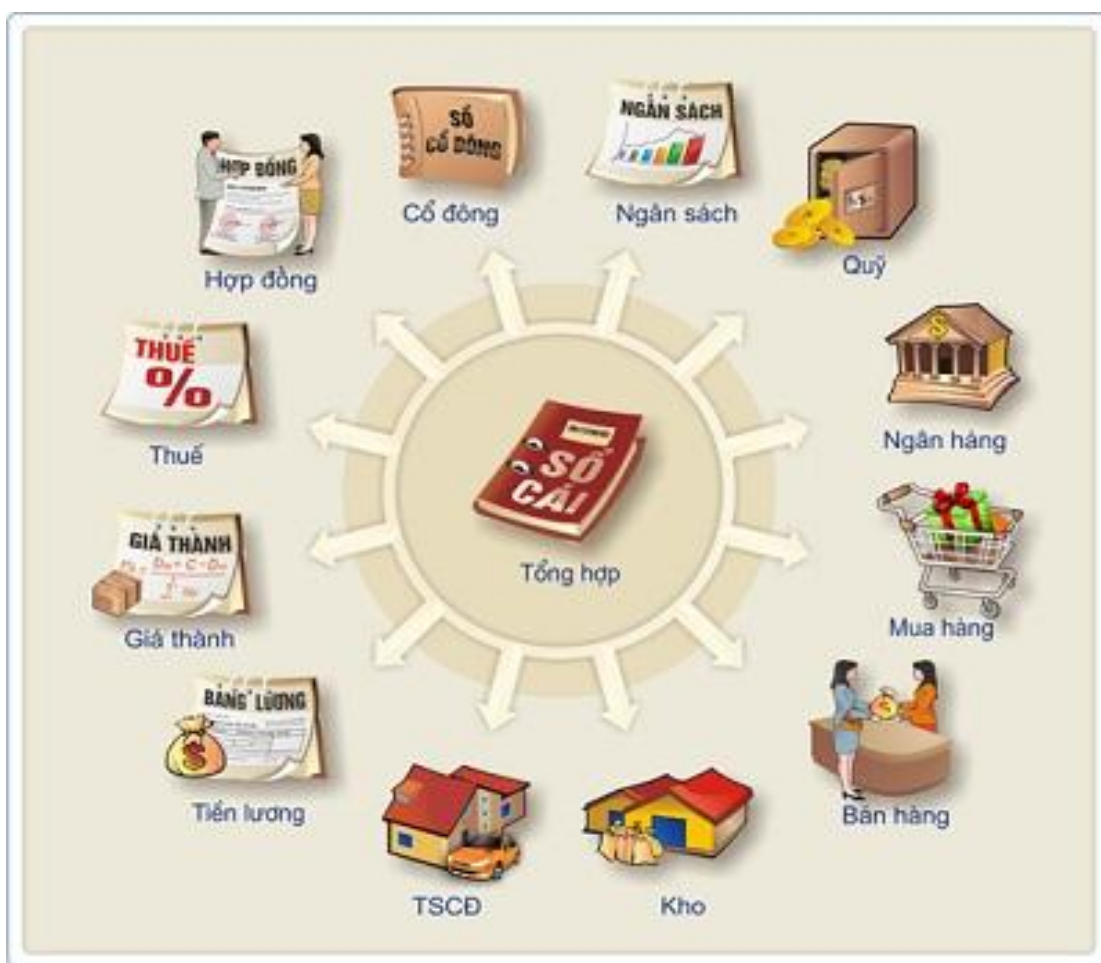 SỔ
CỔ ĐÔNG
Cổ đông
NGÂN SÁCH
Ngân sách
Quỹ
HỢP ĐỒNG
Hợp đồng
Ngân hàng
THUẾ
%
Thuế
SỔ
CÁI
Tổng hợp
Mua hàng
GIÁ THÀNH
Giá thành
Bán hàng
BẢNG LƯƠNG
$
Tiền lương
TSCĐ
Kho